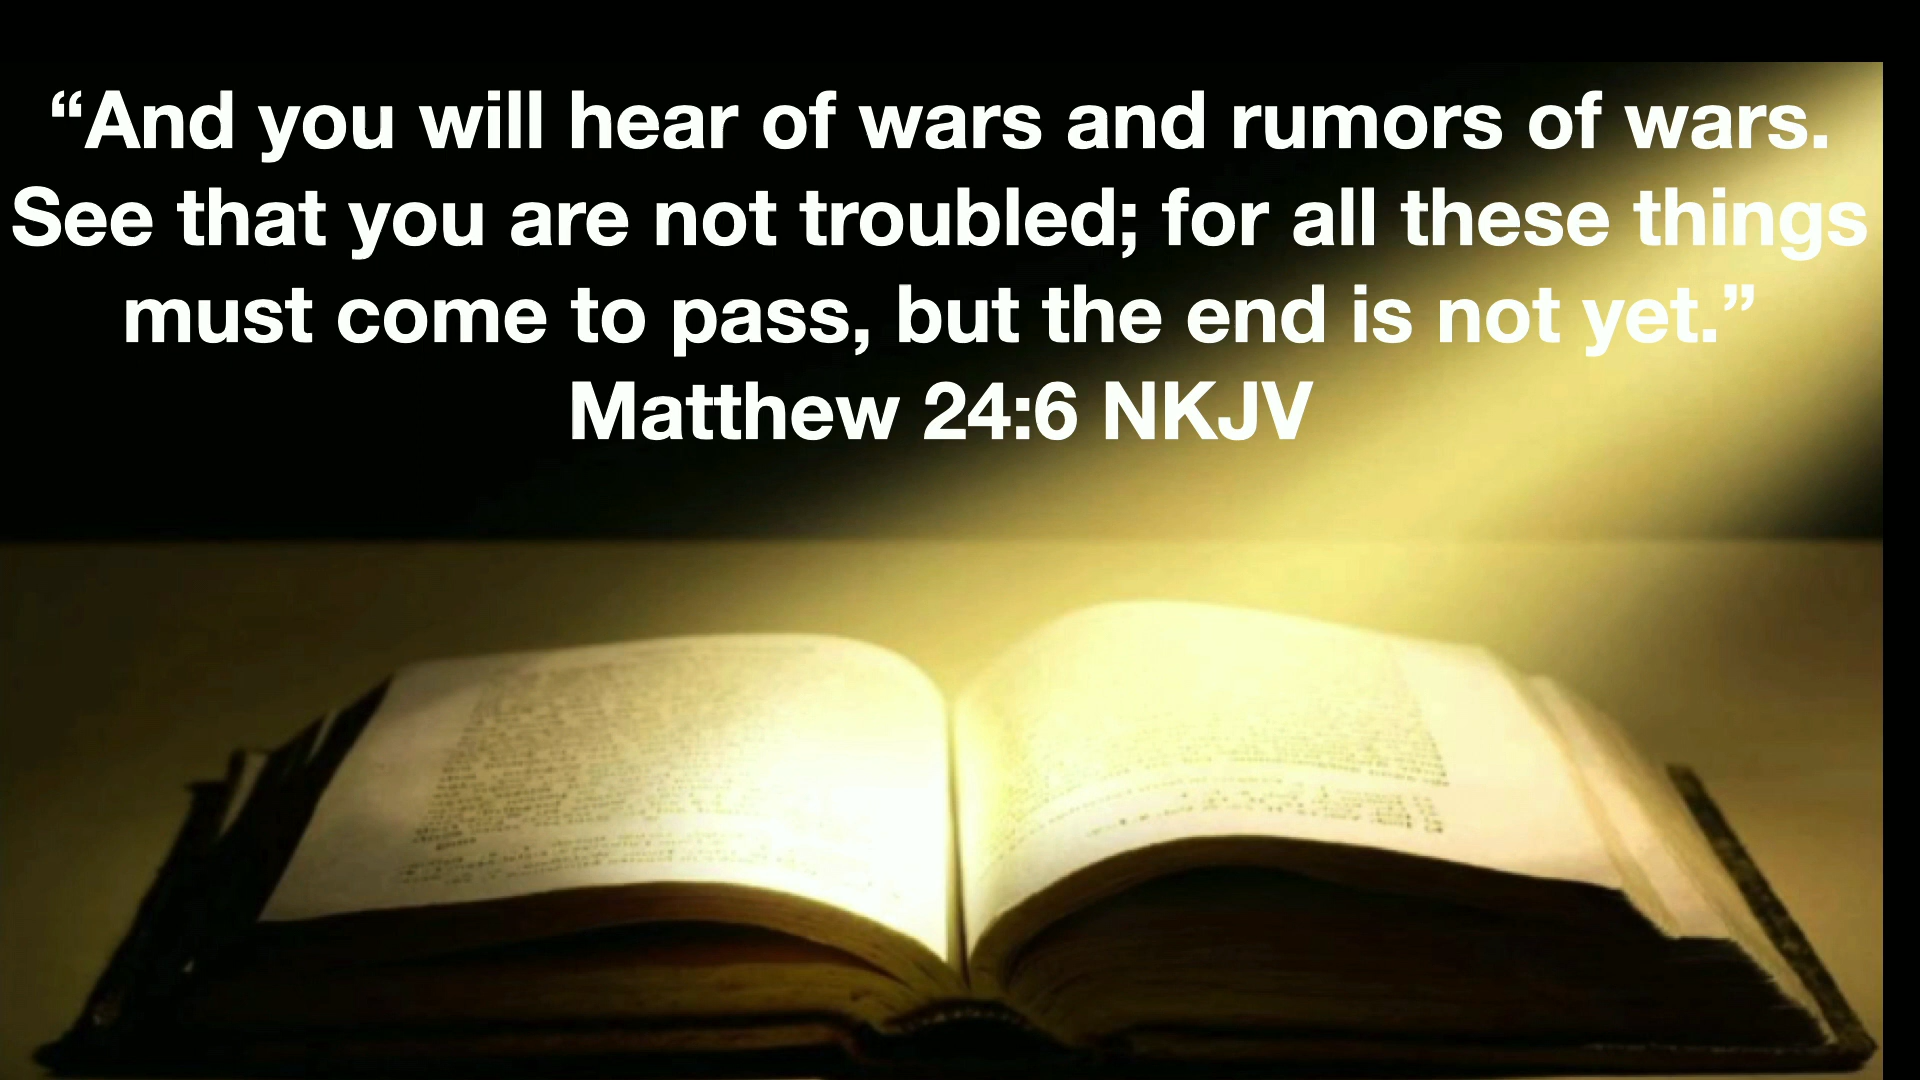 “And you will hear of wars and rumors of wars.
See that you are not troubled; for all these things
must come to pass, but the end is not yet.”
Matthew 24:6 NKJV